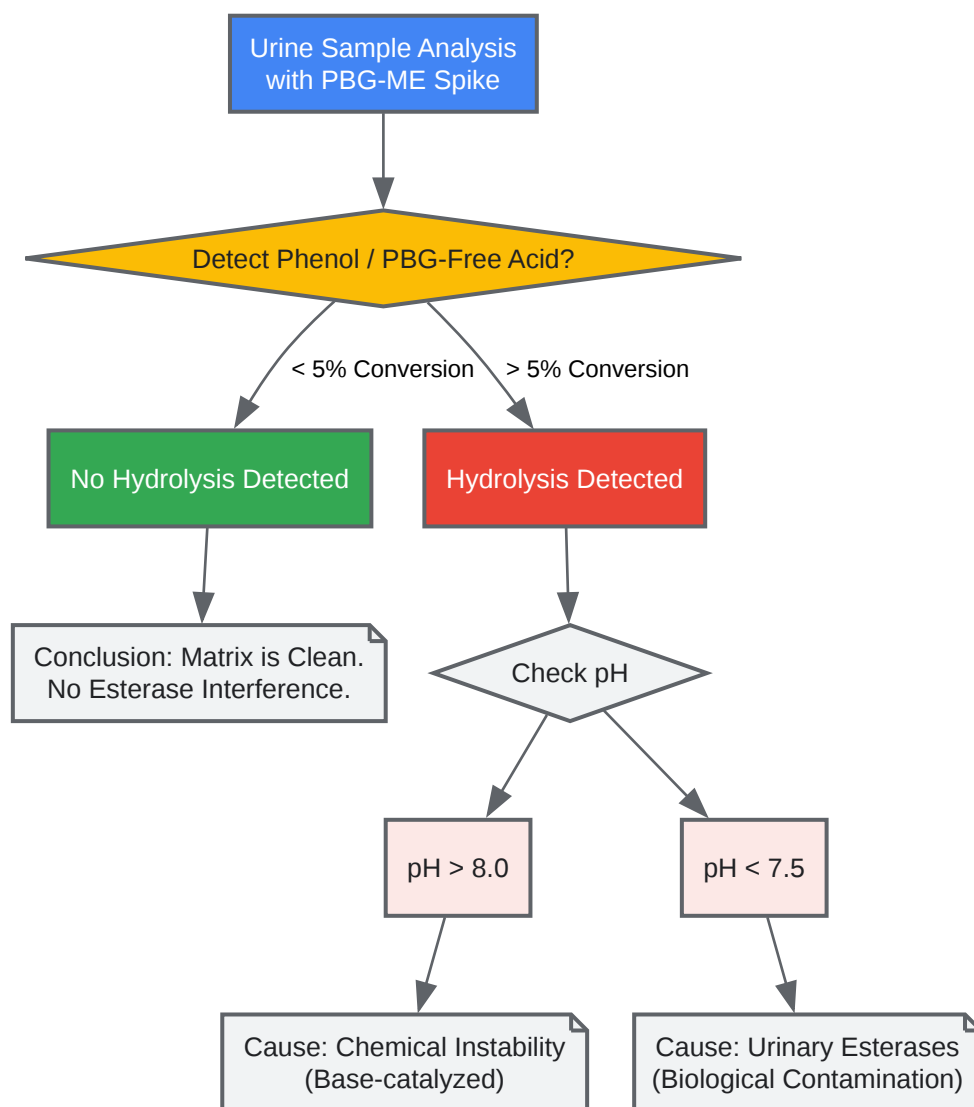 Urine Sample Analysis
with PBG-ME Spike
Detect Phenol / PBG-Free Acid?
< 5% Conversion
> 5% Conversion
No Hydrolysis Detected
Hydrolysis Detected
Conclusion: Matrix is Clean.
No Esterase Interference.
Check pH
pH > 8.0
pH < 7.5
Cause: Chemical Instability
(Base-catalyzed)
Cause: Urinary Esterases
(Biological Contamination)